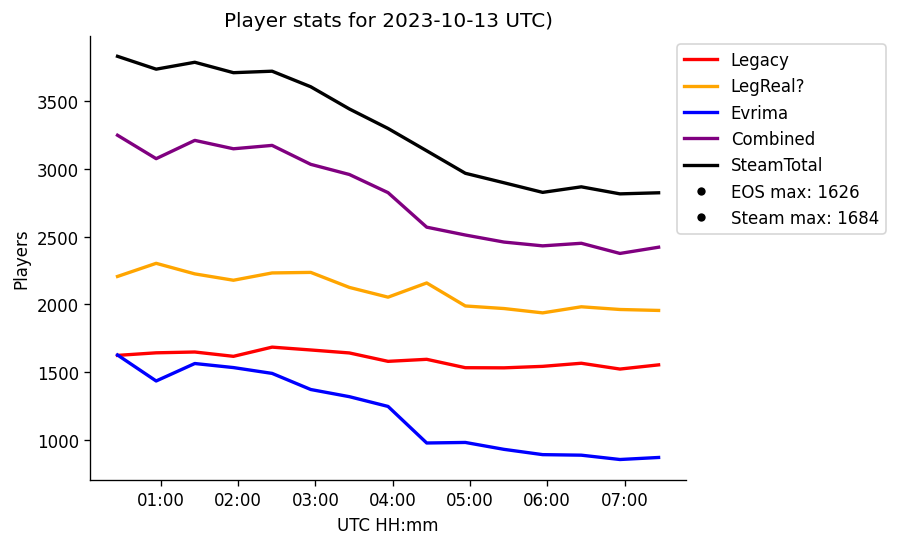 Player stats for 2023-10-13 UTC)
Legacy
LegReal?
Evrima
Combined
SteamTotal
EOS max: 1626
Steam max: 1684
Players
3500
3000
2500
2000
1500
1000
01:00 02:00 03:00 04:00 05:00 06:00 07:00
UTC HH:mm